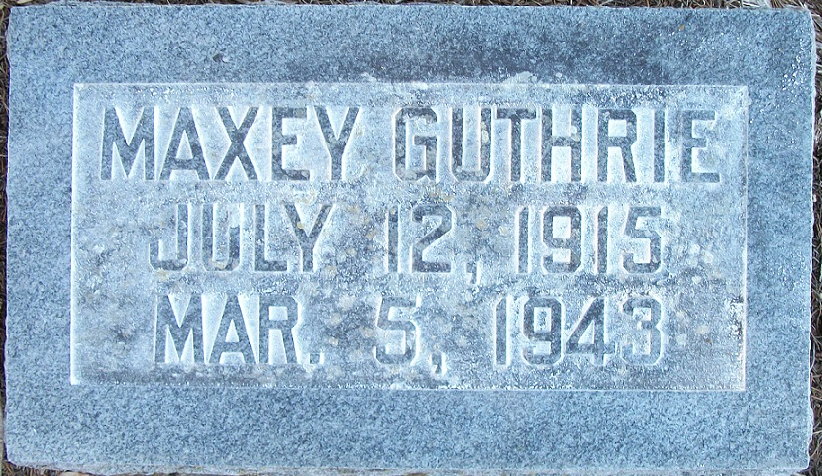 MAXEY GUTHRIE
JULY 12, 1915
MAR. 5, 1943